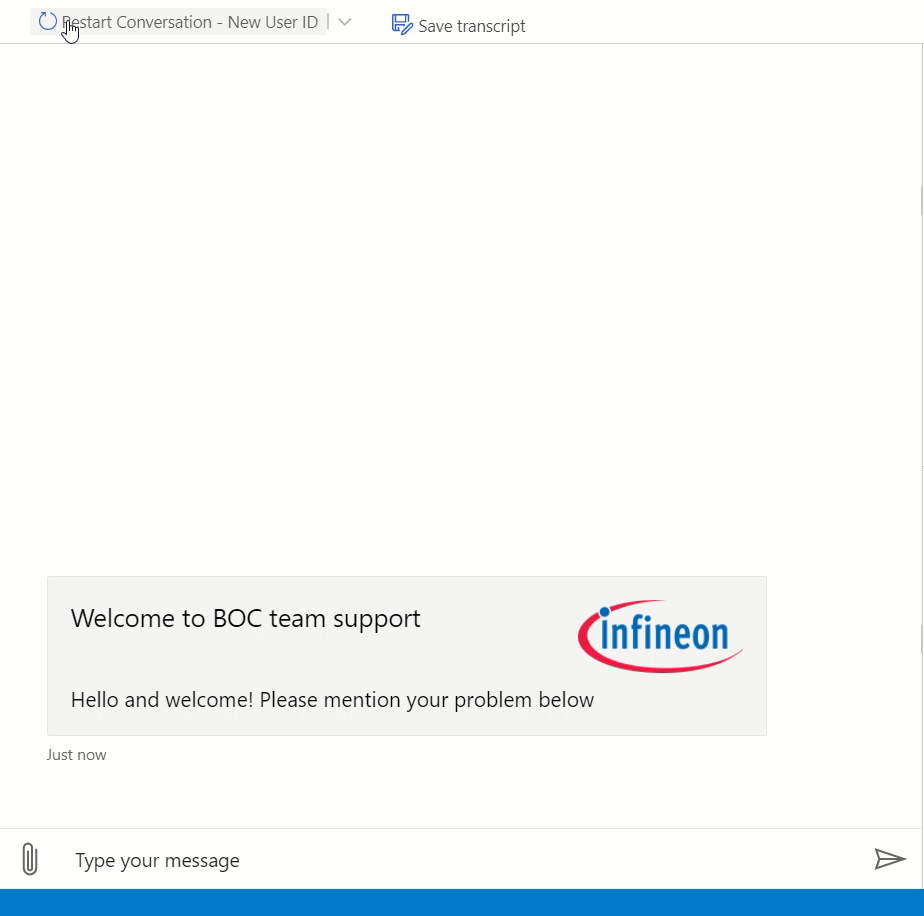 Restart Conversation - New User ID
Save transcript
Welcome to BOC team support
infineon
Hello and welcome! Please mention your problem below
Just now
Type your message